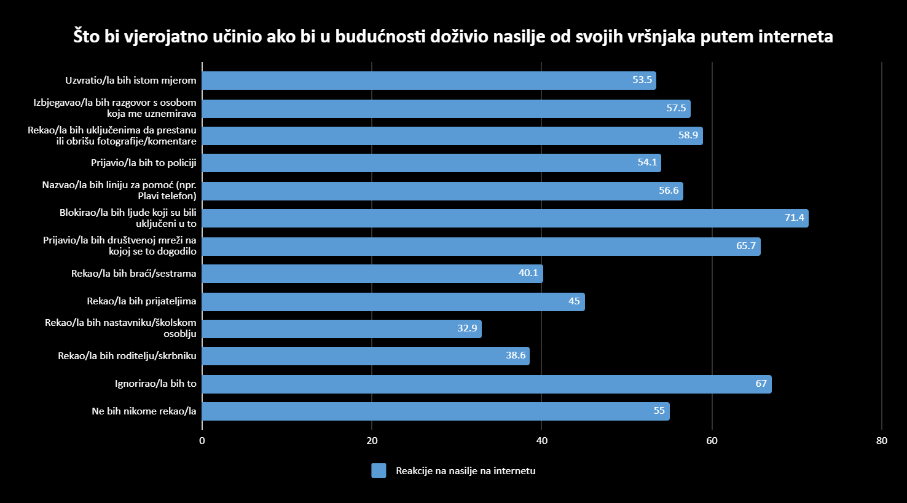 Što bi vjerojatno učinio ako bi u budućnosti doživio nasilje od svojih vršnjaka putem interneta
Uzvratio/la bih istom mjerom
53.5
Izbjegavao/la bih razgovor s osobom
koja me uznemirava
57.5
Rekao/la bih uključenima da prestanu
ili obrišu fotografije/komentare
58.9
Prijavio/la bih to policiji
54.1
Nazvao/la bih liniju za pomoć (npr.
Plavi telefon)
56.6
Blokirao/la bih ljude koji su bili
uključeni u to
71.4
Prijavio/la bih društvenoj mreži na
kojoj se to dogodilo
65.7
Rekao/la bih braći/sestrama
40.1
Rekao/la bih prijateljima
45
Rekao/la bih nastavniku/školskom
osoblju
32.9
Rekao/la bih roditelju/skrbniku
38.6
Ignorirao/la bih to
67
Ne bih nikome rekao/la
55
0 20 40 60 80
Reakcije na nasilje na internetu